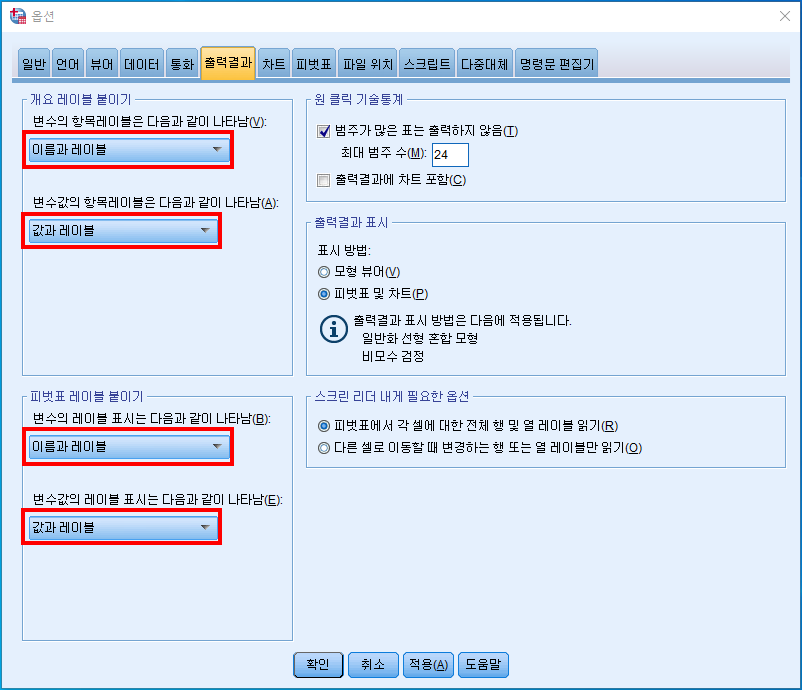 옵션
일반 언어 뷰어 데이터 통화 출력결과 차트 피벗표 파일 위치 스크립트 다중대체 명령문 편집기
개요 레이블 붙이기
변수의 항목레이블은 다음과 같이 나타남(V):
이름과 레이블
변수값의 항목레이블은 다음과 같이 나타남(A):
값과 레이블
원 클릭 기술통계
범주가 많은 표는 출력하지 않음(T)
최대 범주 수(M): 24
출력결과에 차트 포함(C)
출력결과 표시
표시 방법:
모형 뷰어(V)
피벗표 및 차트(P)
출력결과 표시 방법은 다음에 적용됩니다.
일반화 선형 혼합 모형
비모수 검정
피벗표 레이블 붙이기
변수의 레이블 표시는 다음과 같이 나타남(B):
이름과 레이블
변수값의 레이블 표시는 다음과 같이 나타남(E):
값과 레이블
스크린 리더 내게 필요한 옵션
피벗표에서 각 셀에 대한 전체 행 및 열 레이블 읽기(R)
다른 셀로 이동할 때 변경하는 행 또는 열 레이블만 읽기(O)
확인 취소 적용(A) 도움말